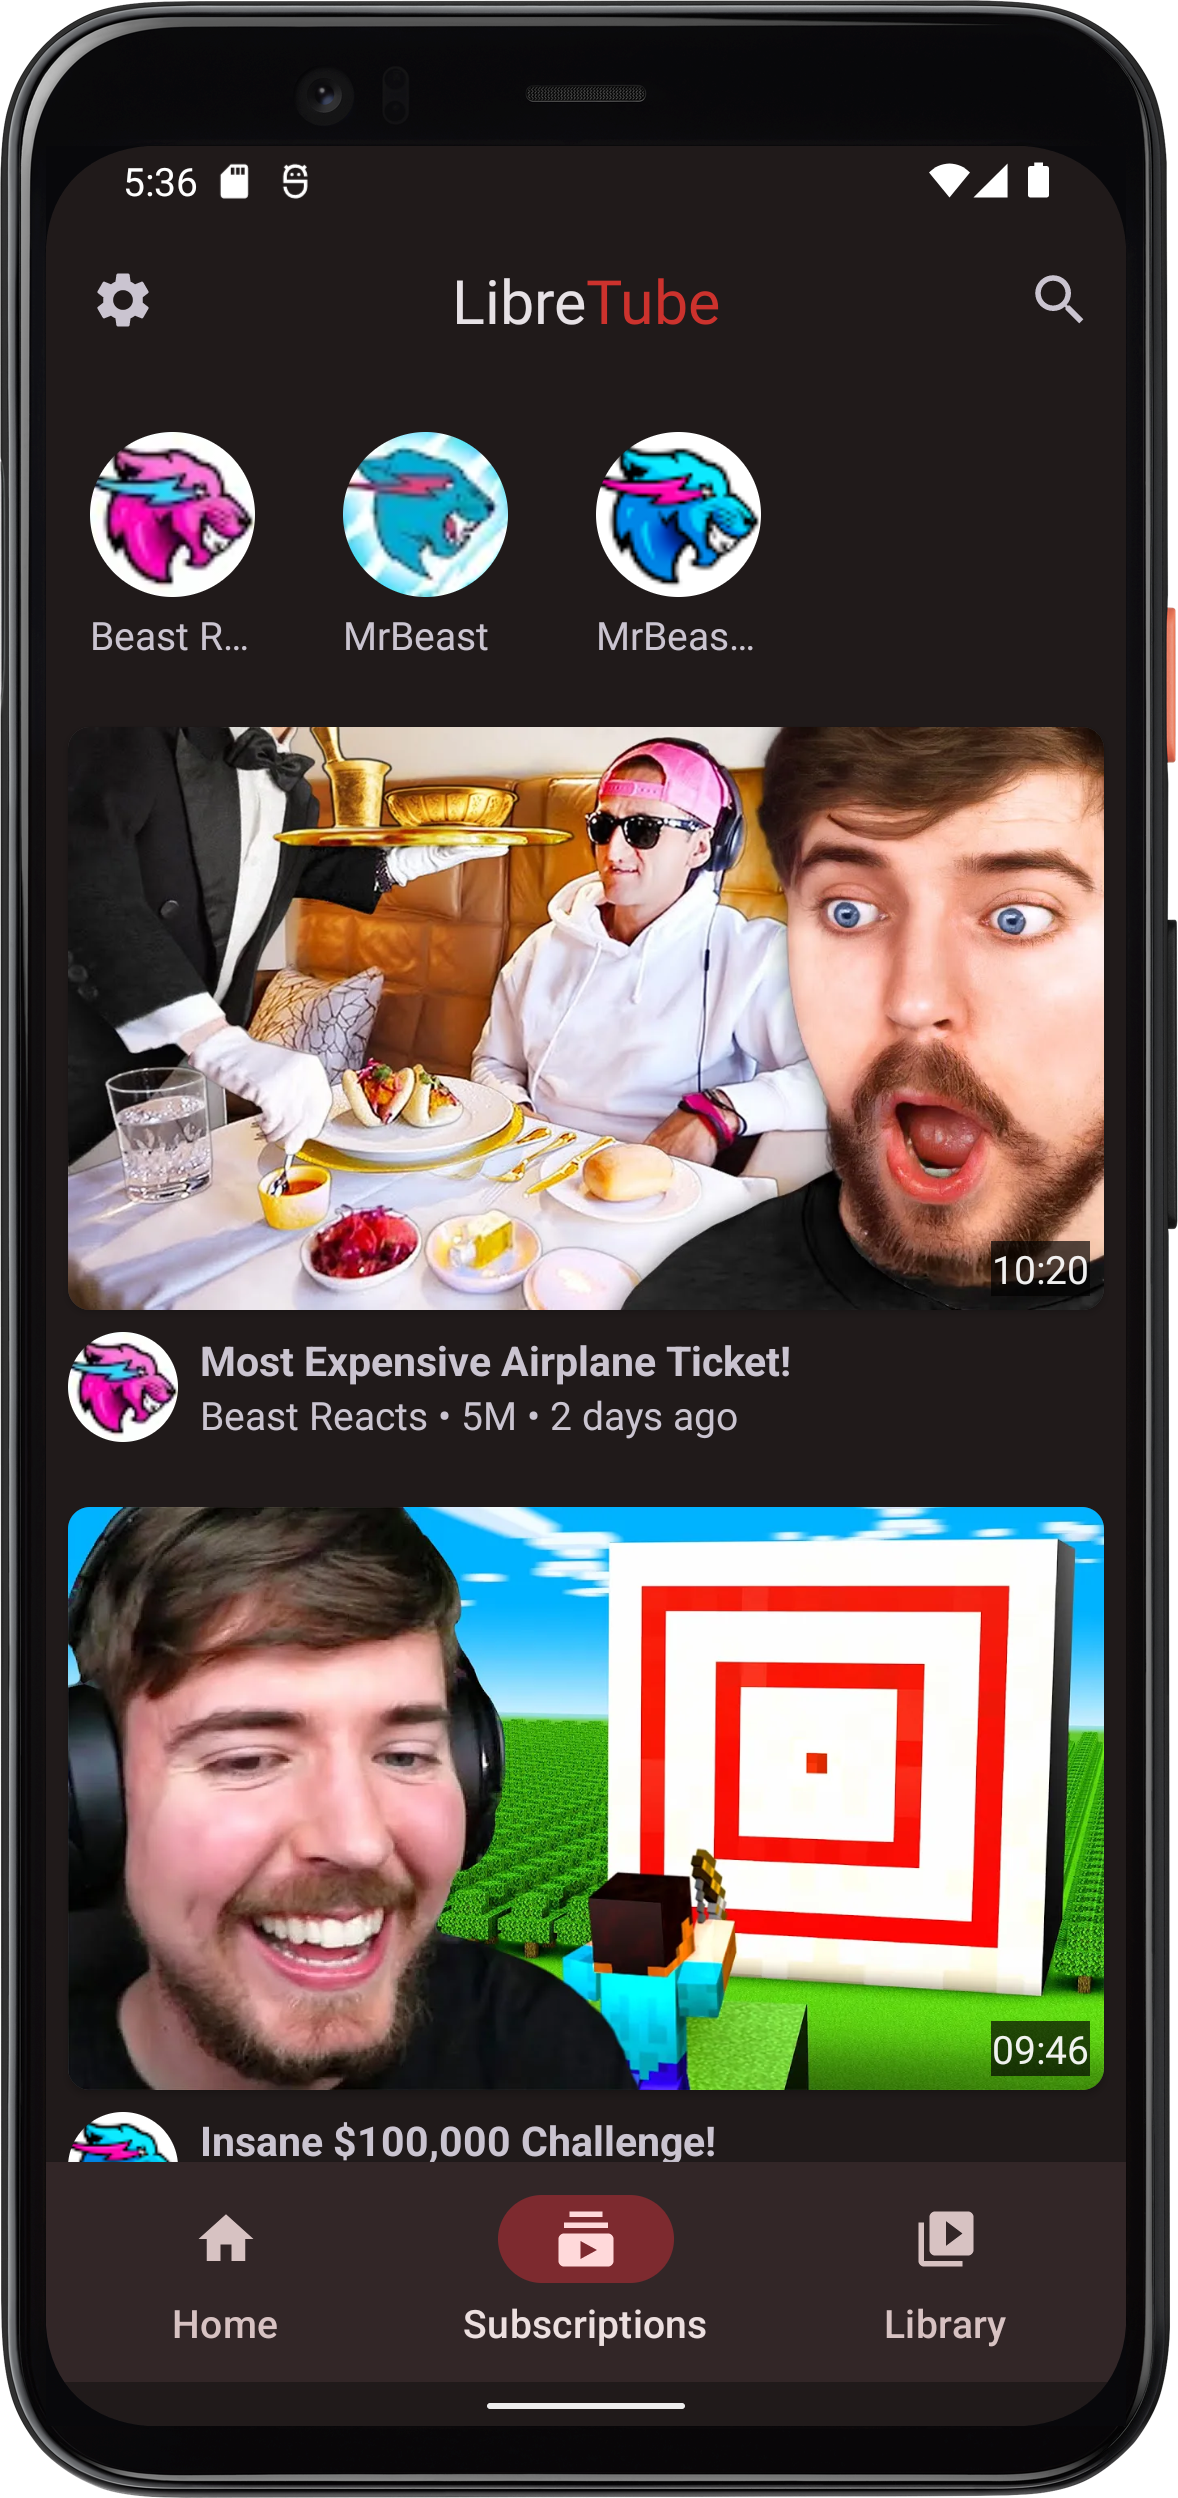 5:36
LibreTube
Beast R...
MrBeast
MrBeas...
10:20
Most Expensive Airplane Ticket!
Beast Reacts • 5M • 2 days ago
09:46
Insane $100,000 Challenge!
Home
Subscriptions
Library